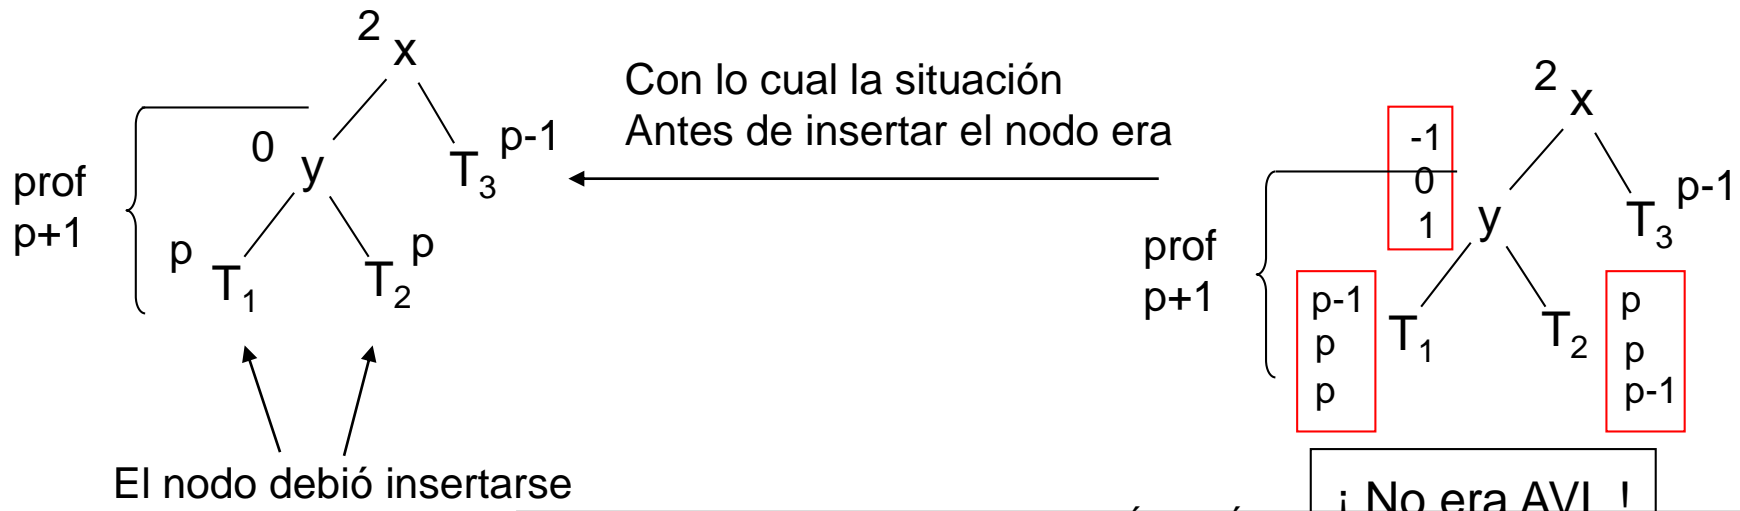 2 x
0 y
T3 p-1
prof
p+1
p T1
T2 p
El nodo debió insertarse
Con lo cual la situación
Antes de insertar el nodo era
2 x
-1
0
1
y
T3 p-1
prof
p+1
p-1
p
p
T1
T2
p
p
p-1
¡ No era AVL !